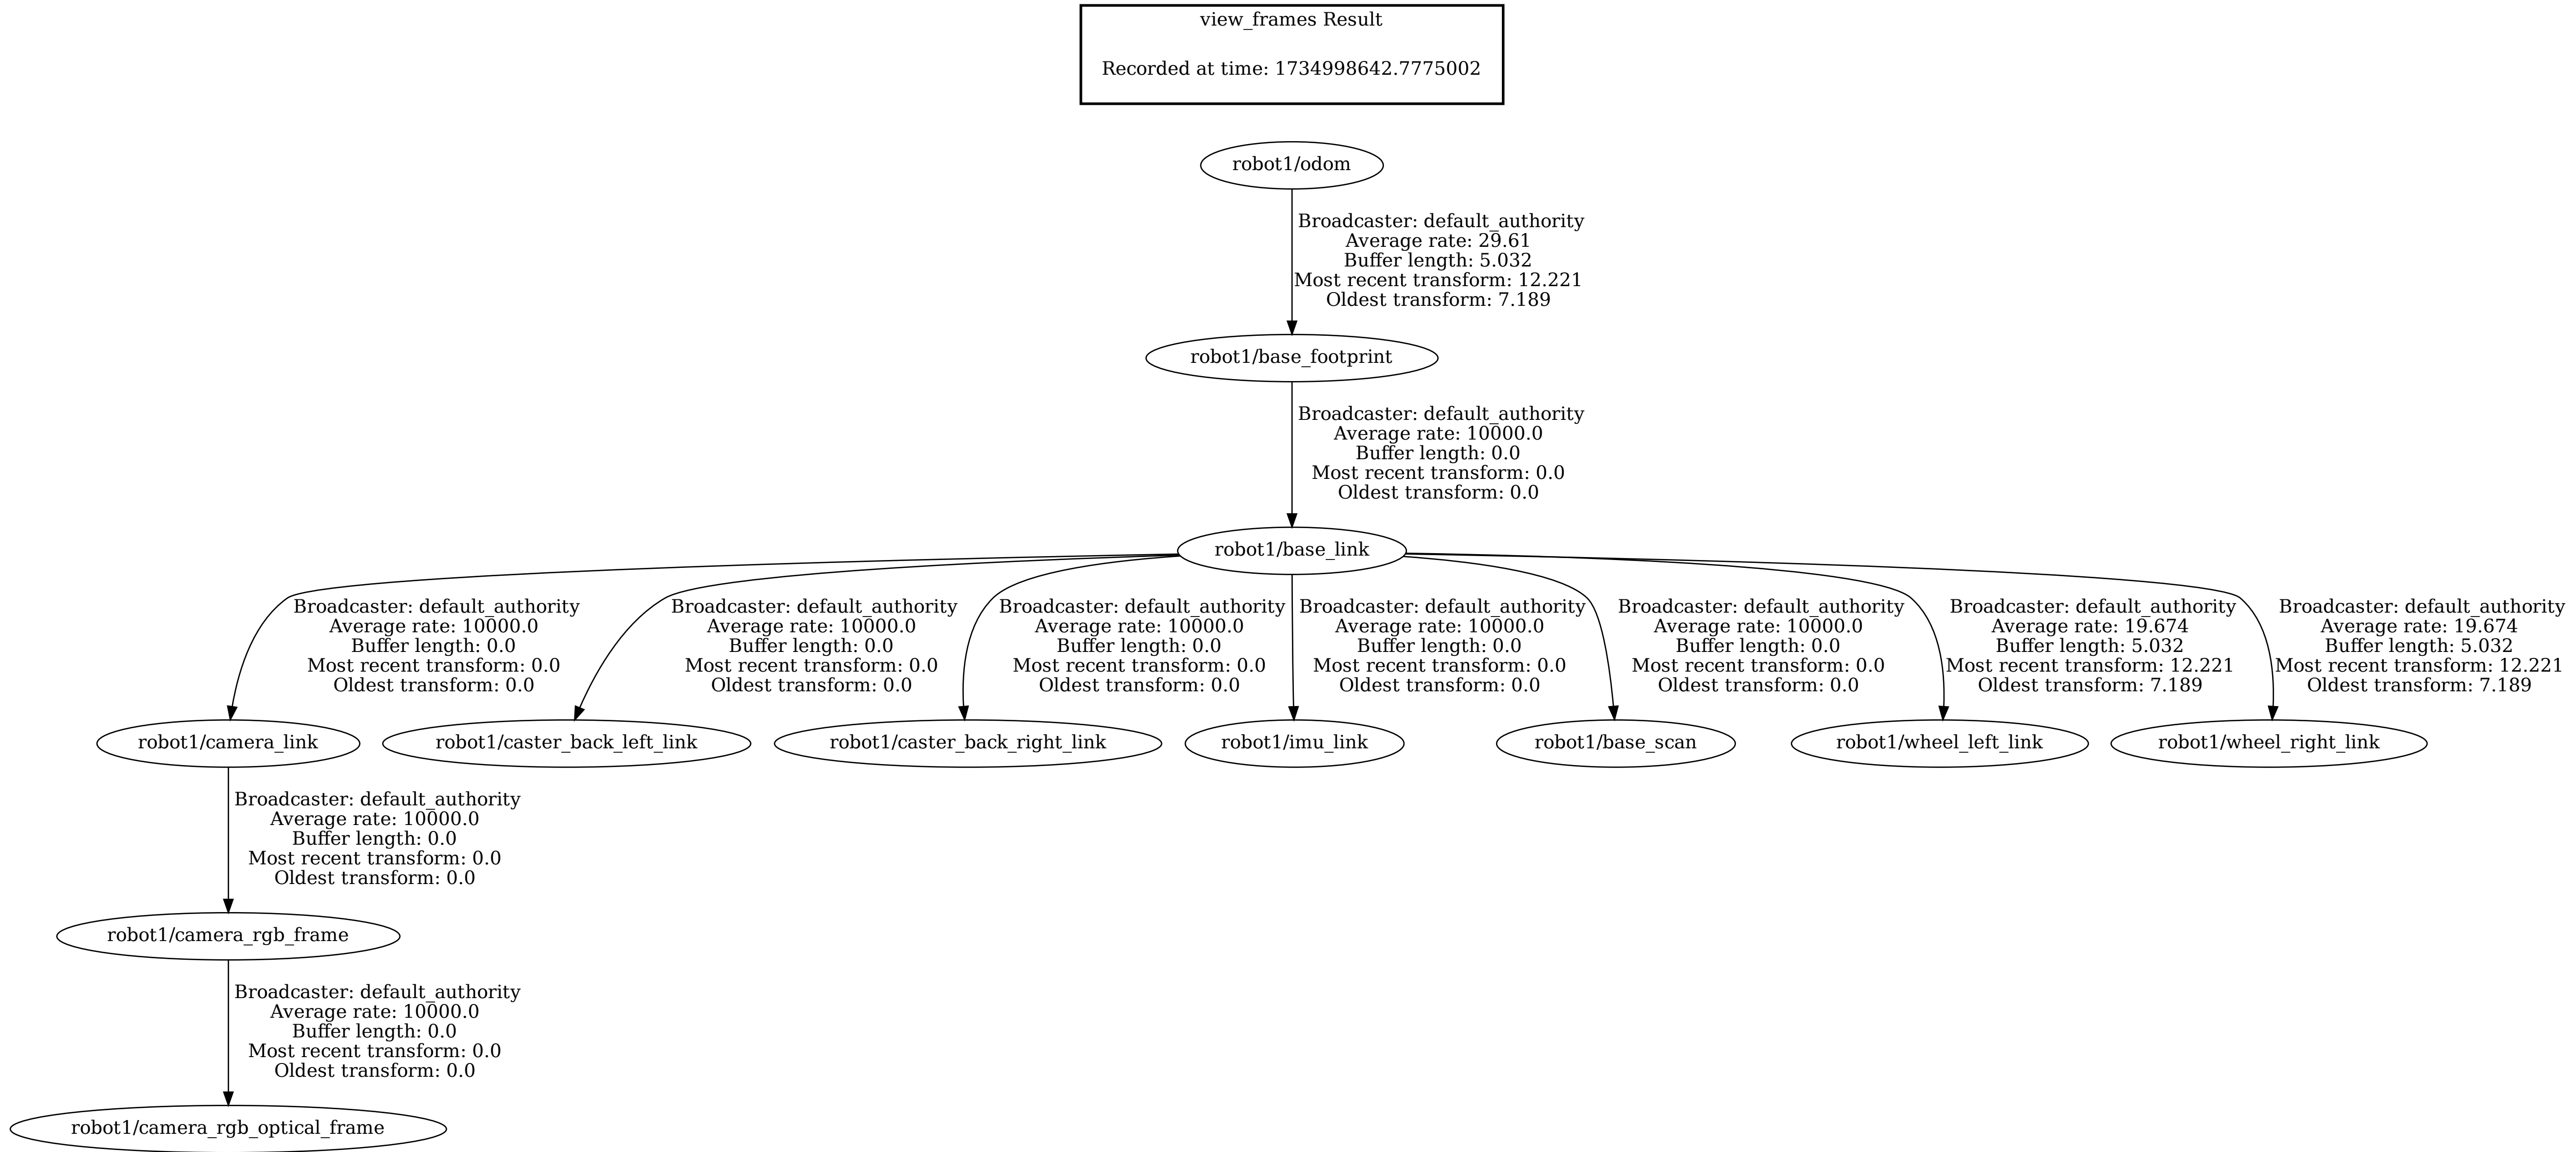 view_frames Result
Recorded at time: 1734998642.7775002
robot1/odom
Broadcaster: default_authority
Average rate: 29.61
Buffer length: 5.032
Most recent transform: 12.221
Oldest transform: 7.189
robot1/base_footprint
Broadcaster: default_authority
Average rate: 10000.0
Buffer length: 0.0
Most recent transform: 0.0
Oldest transform: 0.0
robot1/base_link
Broadcaster: default_authority
Average rate: 10000.0
Buffer length: 0.0
Most recent transform: 0.0
Oldest transform: 0.0
Broadcaster: default_authority
Average rate: 10000.0
Buffer length: 0.0
Most recent transform: 0.0
Oldest transform: 0.0
Broadcaster: default_authority
Average rate: 10000.0
Buffer length: 0.0
Most recent transform: 0.0
Oldest transform: 0.0
Broadcaster: default_authority
Average rate: 10000.0
Buffer length: 0.0
Most recent transform: 0.0
Oldest transform: 0.0
Broadcaster: default_authority
Average rate: 10000.0
Buffer length: 0.0
Most recent transform: 0.0
Oldest transform: 0.0
Broadcaster: default_authority
Average rate: 19.674
Buffer length: 5.032
Most recent transform: 12.221
Oldest transform: 7.189
Broadcaster: default_authority
Average rate: 19.674
Buffer length: 5.032
Most recent transform: 12.221
Oldest transform: 7.189
robot1/camera_link
robot1/caster_back_left_link
robot1/caster_back_right_link
robot1/imu_link
robot1/base_scan
robot1/wheel_left_link
robot1/wheel_right_link
Broadcaster: default_authority
Average rate: 10000.0
Buffer length: 0.0
Most recent transform: 0.0
Oldest transform: 0.0
robot1/camera_rgb_frame
Broadcaster: default_authority
Average rate: 10000.0
Buffer length: 0.0
Most recent transform: 0.0
Oldest transform: 0.0
robot1/camera_rgb_optical_frame